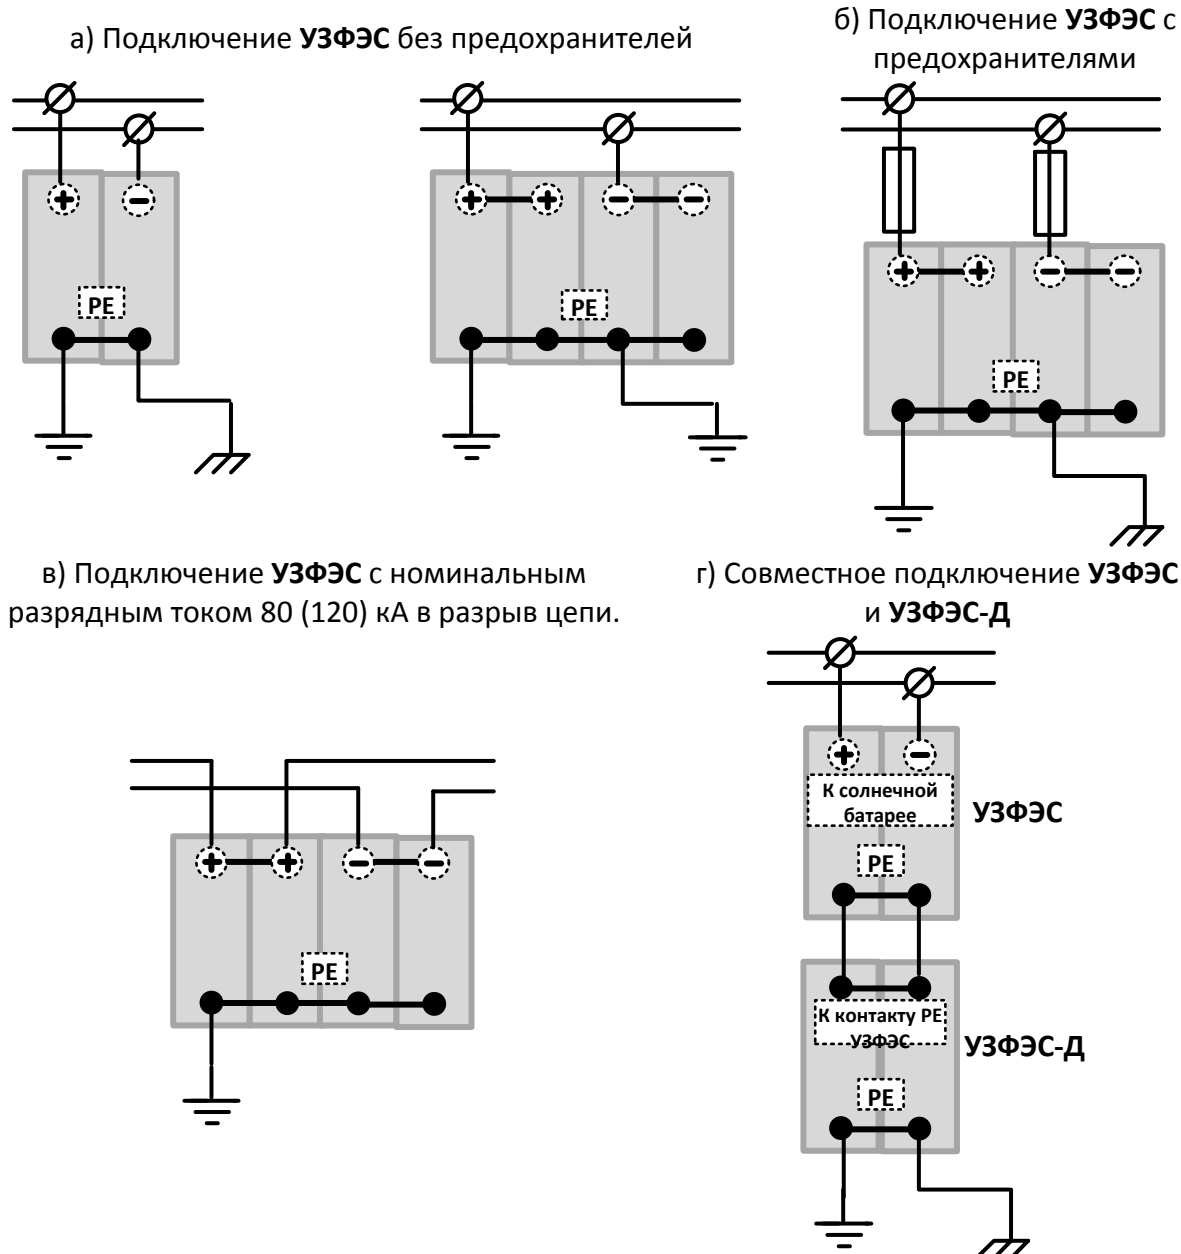 а) Подключение УЗФЭС без предохранителей
б) Подключение УЗФЭС с
предохранителями
+
-
PE
+
+
-
-
PE
+
+
-
-
PE
в) Подключение УЗФЭС с номинальным
разрядным током 80 (120) кА в разрыв цепи.
г) Совместное подключение УЗФЭС
и УЗФЭС-Д
+
+
-
-
PE
+
-
К солнечной
батарее
УЗФЭС
PE
К контакту PE
УЗФЭС
УЗФЭС-Д
PE